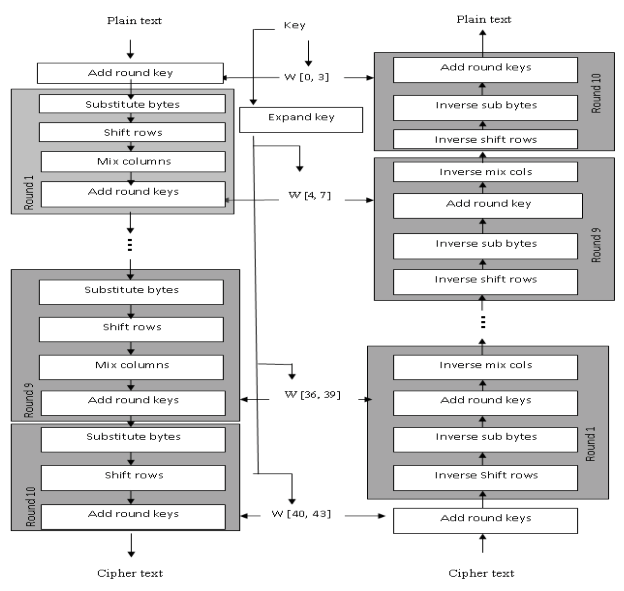 Plain text
Add round key
Substitute bytes
Shift rows
Mix columns
Add round keys
Round 1
...
Substitute bytes
Shift rows
Mix columns
Add round keys
Round 9
Substitute bytes
Shift rows
Add round keys
Round 10
Cipher text
Key
W [0, 3]
Expand key
W [4, 7]
W [36, 39]
W [40, 43]
Plain text
Add round keys
Inverse sub bytes
Inverse shift rows
Round 10
Inverse mix cols
Add round key
Inverse sub bytes
Inverse shift rows
Round 9
...
Inverse mix cols
Add round keys
Inverse sub bytes
Inverse Shift rows
Round 1
Add round keys
Cipher text